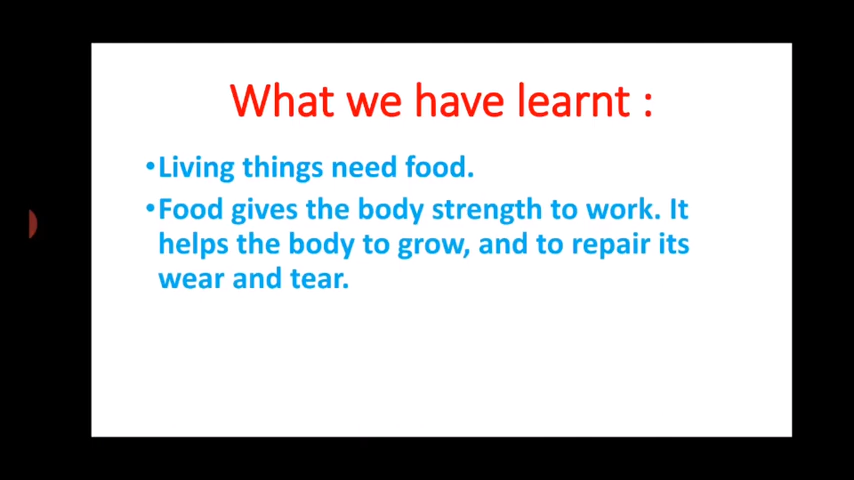 What we have learnt :
•Living things need food.
•Food gives the body strength to work. It
helps the body to grow, and to repair its
wear and tear.